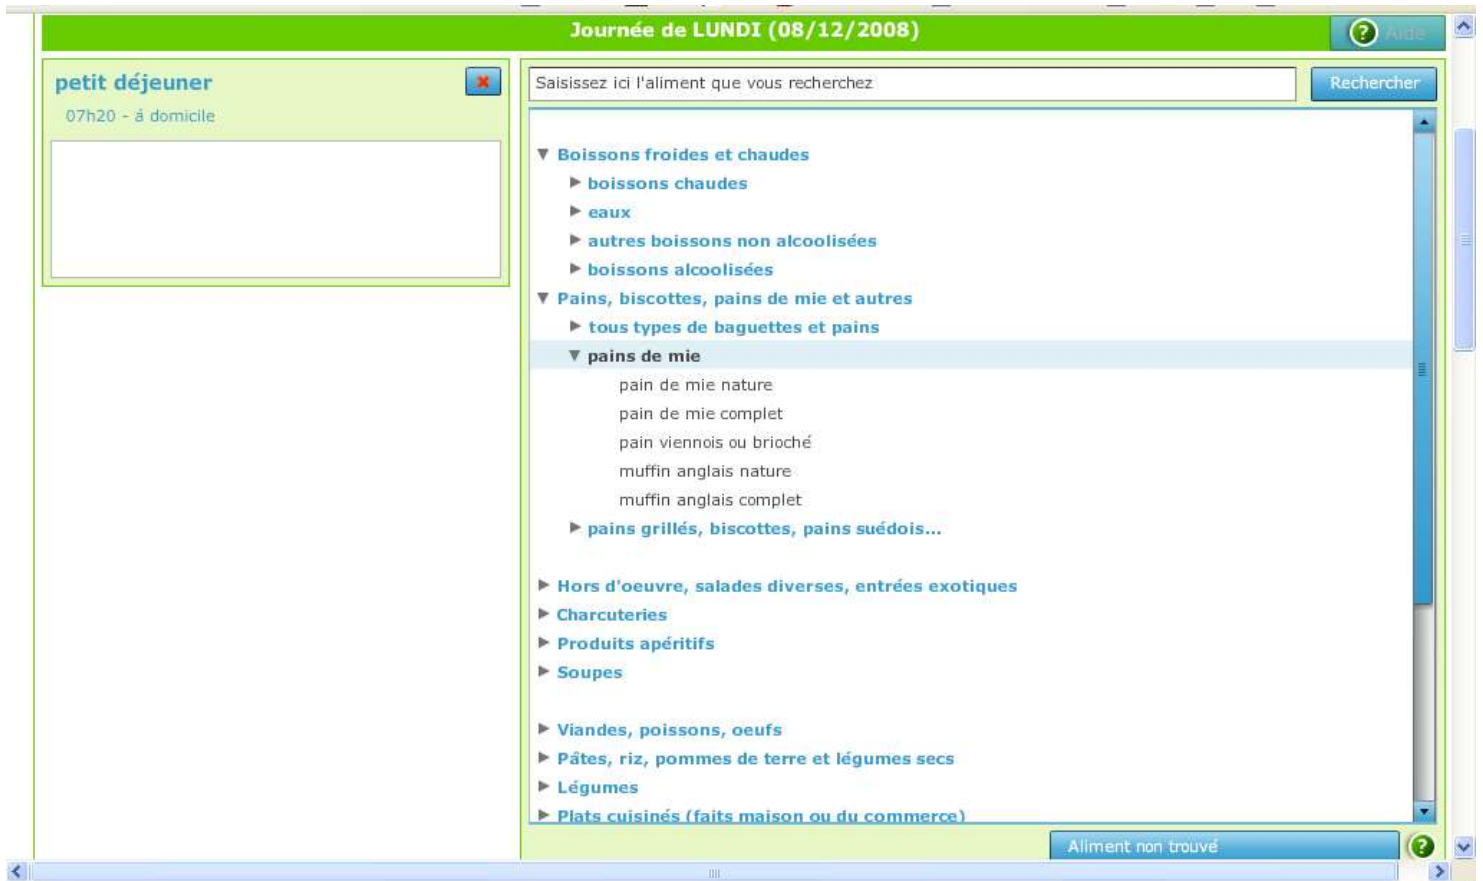 Journée de LUNDI (08/12/2008)
Aide
petit déjeuner
07h20 - á domicile
Saisissez ici l'aliment que vous recherchez
Rechercher
Boissons froides et chaudes
boissons chaudes
eaux
autres boissons non alcoolisées
boissons alcoolisées
Pains, biscottes, pains de mie et autres
tous types de baguettes et pains
pains de mie
pain de mie nature
pain de mie complet
pain viennois ou brioché
muffin anglais nature
muffin anglais complet
pains grillés, biscottes, pains suédois...
Hors d'oeuvre, salades diverses, entrées exotiques
Charcuteries
Produits apéritifs
Soupes
Viandes, poissons, oeufs
Pâtes, riz, pommes de terre et légumes secs
Légumes
Plats cuisinés (faits maison ou du commerce)
Aliment non trouvé